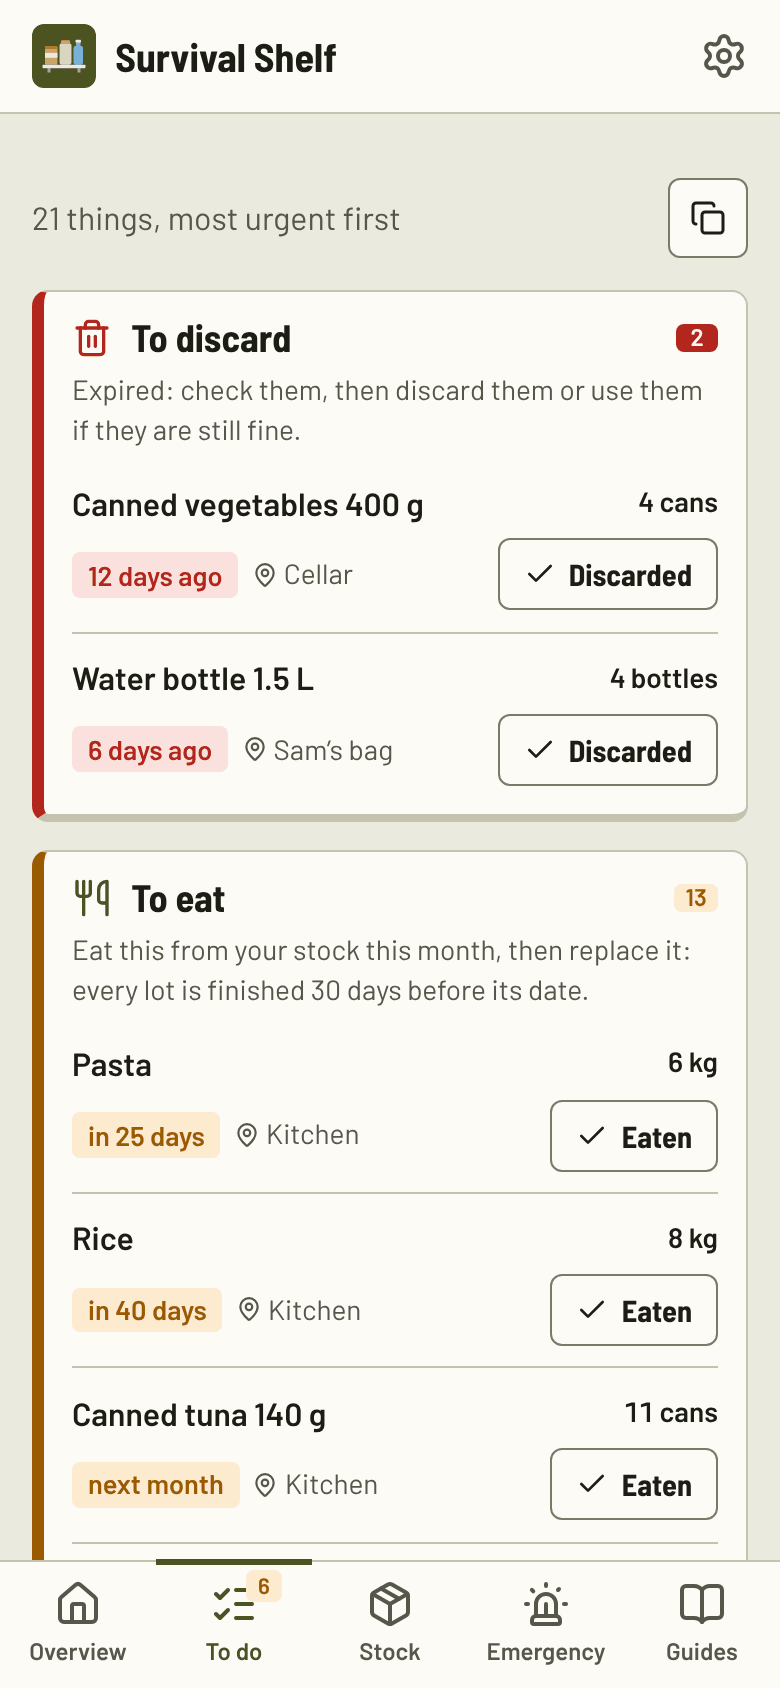 Survival Shelf
21 things, most urgent first
To discard
2
Expired: check them, then discard them or use them
if they are still fine.
Canned vegetables 400 g
4 cans
12 days ago
Cellar
Discarded
Water bottle 1.5 L
4 bottles
6 days ago
Sam’s bag
Discarded
To eat
13
Eat this from your stock this month, then replace it:
every lot is finished 30 days before its date.
Pasta
6 kg
in 25 days
Kitchen
Eaten
Rice
8 kg
in 40 days
Kitchen
Eaten
Canned tuna 140 g
11 cans
next month
Kitchen
Eaten
6
Overview
To do
Stock
Emergency
Guides